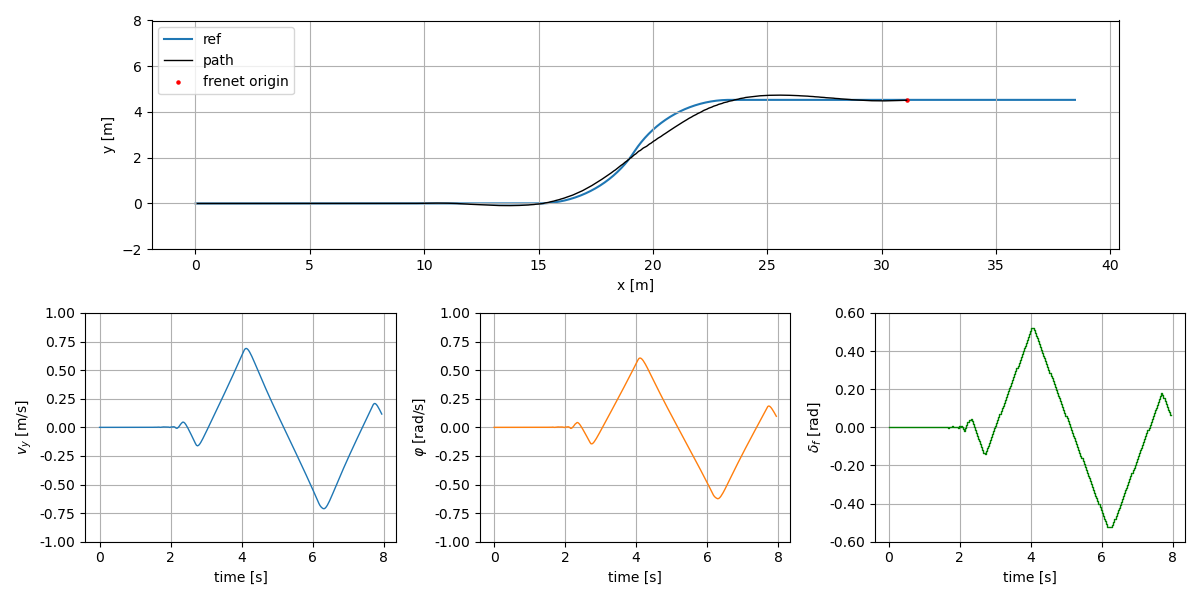 8
6
4
2
0
−2
y [m]
ref
path
frenet origin
0 5 10 15 20 25 30 35 40
x [m]
1.00
0.75
0.50
0.25
0.00
-0.25
-0.50
-0.75
-1.00
v_y [m/s]
0 2 4 6 8
time [s]
1.00
0.75
0.50
0.25
0.00
-0.25
-0.50
-0.75
-1.00
φ [rad/s]
0 2 4 6 8
time [s]
0.60
0.40
0.20
0.00
-0.20
-0.40
-0.60
δ_f [rad]
0 2 4 6 8
time [s]